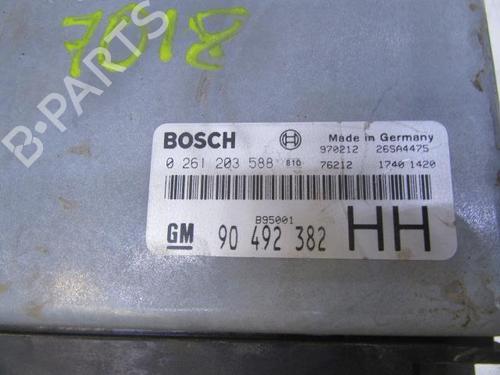 7018
B-PARTS
BOSCH Made in Germany
970212 26SA4475
0 261 203 588 B10 76212 1740 1420
B95001
GM 90 492 382 HH